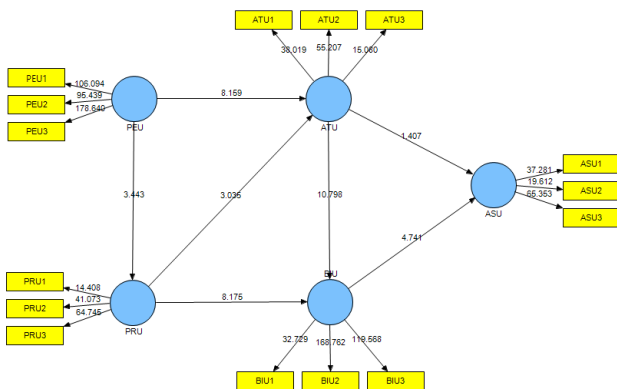 ATU1
ATU2
ATU3
38.019
55.207
15.060
PEU1
PEU2
PEU3
106.094
95.439
178.640
PEU
8.159
ATU
1.407
3.443
3.035
10.798
ASU1
ASU2
ASU3
37.281
19.612
65.353
ASU
4.741
BIU
PRU1
PRU2
PRU3
14.408
41.073
64.745
PRU
8.175
32.729
168.762
119.568
BIU1
BIU2
BIU3